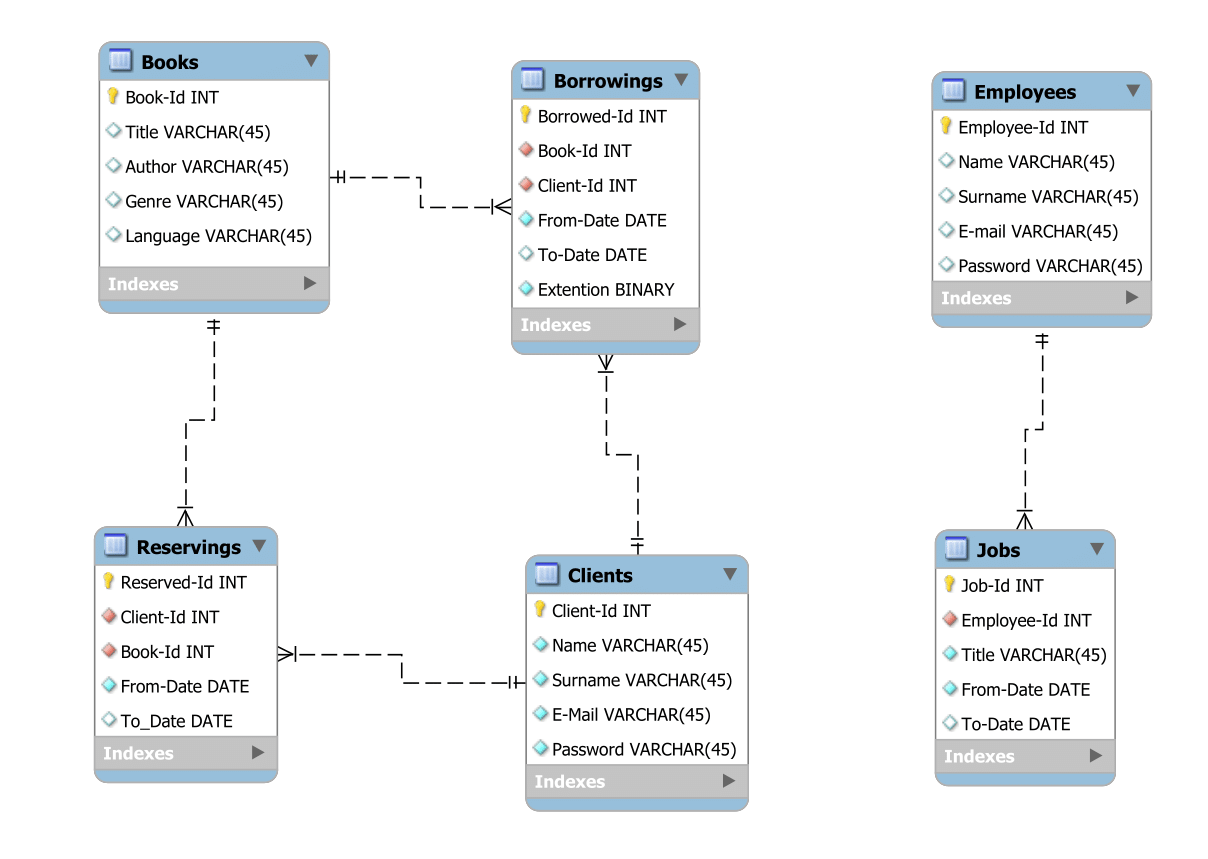 Books
Book-Id INT
Title VARCHAR(45)
Author VARCHAR(45)
Genre VARCHAR(45)
Language VARCHAR(45)
Indexes
Borrowings
Borrowed-Id INT
Book-Id INT
Client-Id INT
From-Date DATE
To-Date DATE
Extention BINARY
Indexes
Employees
Employee-Id INT
Name VARCHAR(45)
Surname VARCHAR(45)
E-mail VARCHAR(45)
Password VARCHAR(45)
Indexes
Reservings
Reserved-Id INT
Client-Id INT
Book-Id INT
From-Date DATE
To_Date DATE
Indexes
Clients
Client-Id INT
Name VARCHAR(45)
Surname VARCHAR(45)
E-Mail VARCHAR(45)
Password VARCHAR(45)
Indexes
Jobs
Job-Id INT
Employee-Id INT
Title VARCHAR(45)
From-Date DATE
To-Date DATE
Indexes